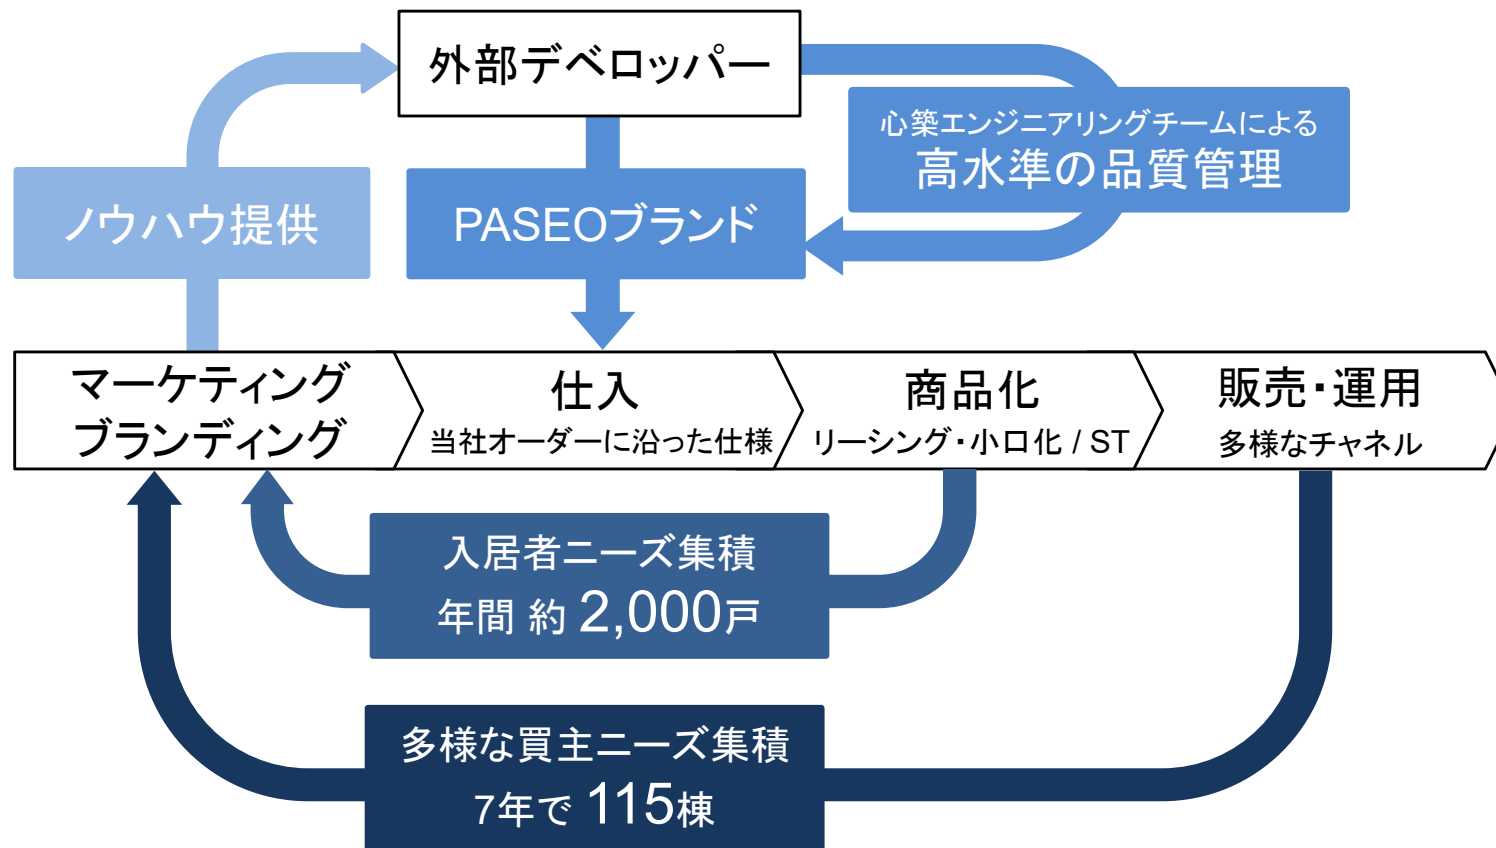 外部デベロッパー
心築エンジニアリングチームによる
高水準の品質管理
ノウハウ提供
PASEOブランド
マーケティング
ブランディング
仕入
当社オーダーに沿った仕様
商品化
リーシング・小口化 / ST
販売・運用
多様なチャネル
入居者ニーズ集積
年間 約 2,000戸
多様な買主ニーズ集積
7年で 115棟